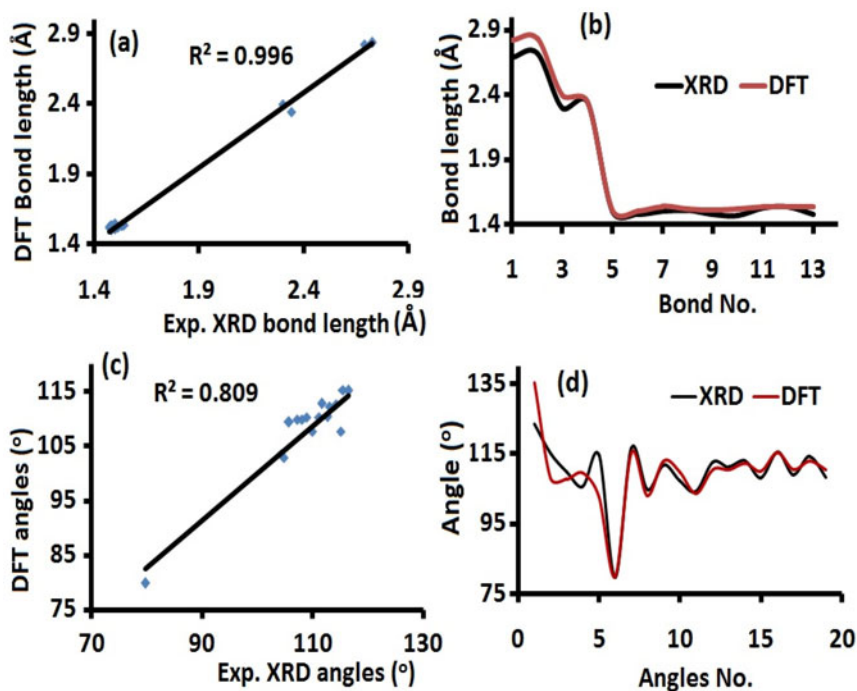 (a)
R² = 0.996
DFT Bond length (Å)
2.9
2.4
1.9
1.4
1.4 1.9 2.4 2.9
Exp. XRD bond length (Å)
(b)
XRD DFT
Bond length (Å)
2.9
2.4
1.9
1.4
1 3 5 7 9 11 13
Bond No.
(c)
R² = 0.809
DFT angles (°)
115
105
95
85
75
70 90 110 130
Exp. XRD angles (°)
(d)
XRD DFT
Angle (°)
135
115
95
75
0 5 10 15 20
Angles No.